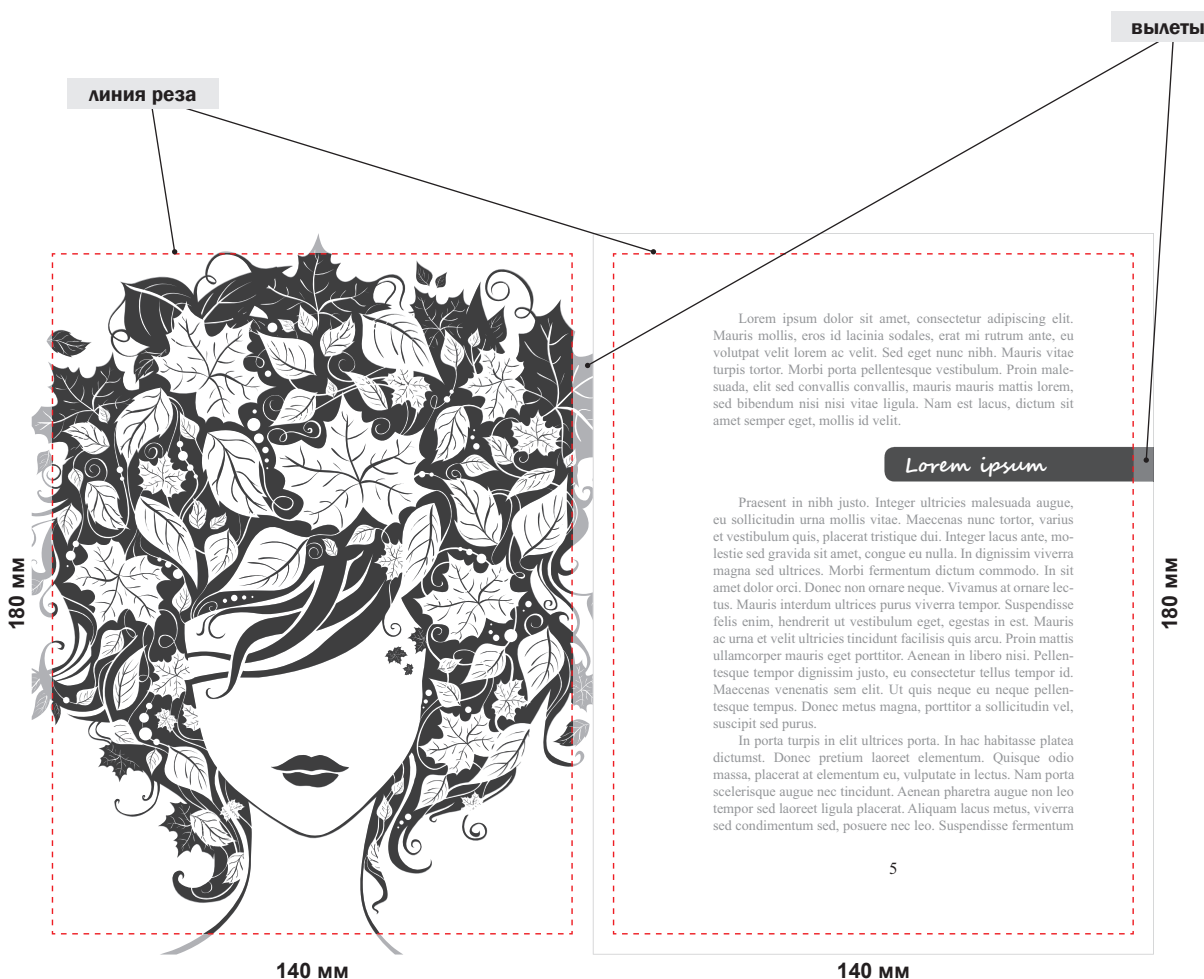 вылеты
линия реза
Lorem ipsum dolor sit amet, consectetur adipiscing elit.
Mauris mollis, eros id lacinia sodales, erat mi rutrum ante, eu
volutpat velit lorem ac velit. Sed eget nunc nibh. Mauris vitae
turpis tortor. Morbi porta pellentesque vestibulum. Proin male-
suada, elit sed convallis convallis, mauris mauris mattis lorem,
sed bibendum nisi nisi vitae ligula. Nam est lacus, dictum sit
amet semper eget, mollis id velit.
Lorem ipsum
Praesent in nibh justo. Integer ultricies malesuada augue,
eu sollicitudin urna mollis vitae. Maecenas nunc tortor, varius
et vestibulum quis, placerat tristique dui. Integer lacus ante, mo-
lestie sed gravida sit amet, congue eu nulla. In dignissim viverra
magna sed ultrices. Morbi fermentum dictum commodo. In sit
amet dolor orci. Donec non ornare neque. Vivamus at ornare lec-
tus. Mauris interdum ultrices purus viverra tempor. Suspendisse
felis enim, hendrerit ut vestibulum eget, egestas in est. Mauris
ac urna et velit ultricies tincidunt facilisis quis arcu. Proin mattis
ullamcorper mauris eget porttitor. Aenean in libero nisi. Pellen-
tesque tempor dignissim justo, eu consectetur tellus tempor id.
Maecenas venenatis sem elit. Ut quis neque eu neque pellen-
tesque tempus. Donec metus magna, porttitor a sollicitudin vel,
suscipit sed purus.
In porta turpis in elit ultrices porta. In hac habitasse platea
dictumst. Donec pretium laoreet elementum. Quisque odio
massa, placerat at elementum eu, vulputate in lectus. Nam porta
scelerisque augue nec tincidunt. Aenean pharetra augue non leo
tempor sed laoreet ligula placerat. Aliquam lacus metus, viverra
sed condimentum sed, posuere nec leo. Suspendisse fermentum
5
180 мм
180 мм
140 мм
140 мм